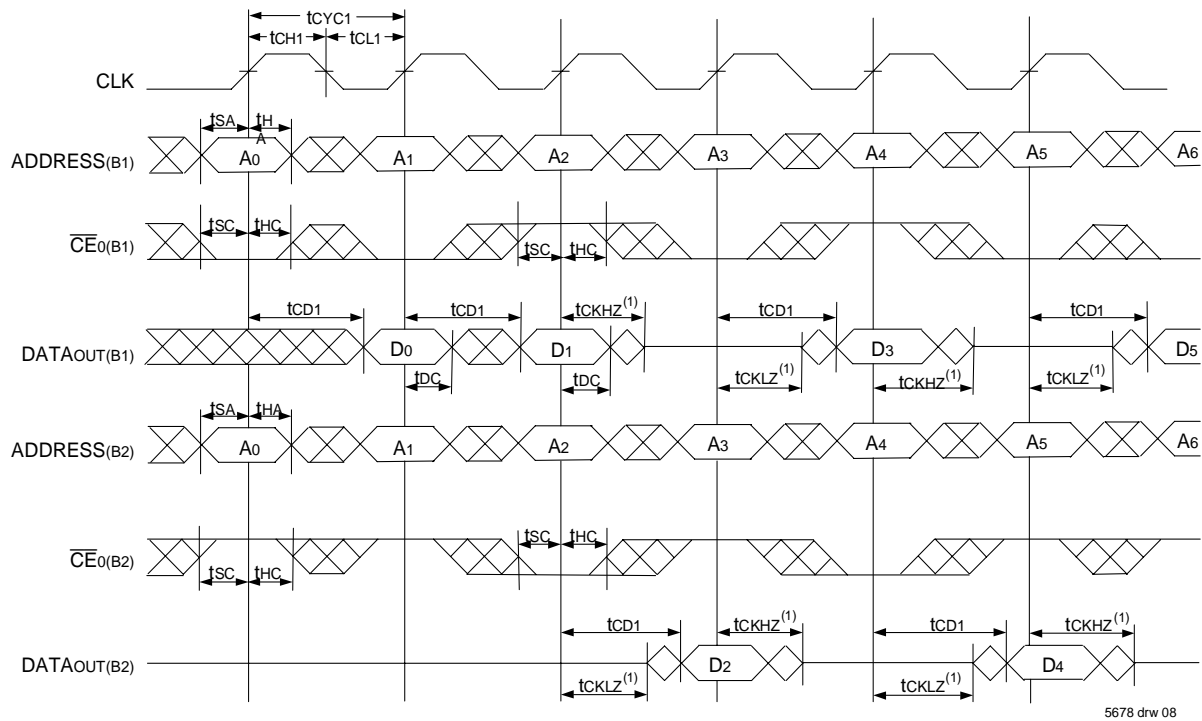 tCYC1
tCH1 tCL1
CLK
tSA tH
A
ADDRESS(B1) A0 A1 A2 A3 A4 A5 A6
tSC tHC
CE0(B1)
tSC tHC
tCD1 tCD1 tCKHZ(1) tCD1 tCD1
DATAOUT(B1) D0 D1 D3 D5
tDC tDC tCKLZ(1) tCKHZ(1) tCKLZ(1)
tSA tHA
ADDRESS(B2) A0 A1 A2 A3 A4 A5 A6
tSC tHC
CE0(B2)
tSC tHC
tCD1 tCKHZ(1) tCD1 tCKHZ(1)
DATAOUT(B2) D2 D4
tCKLZ(1) tCKLZ(1)
5678 drw 08